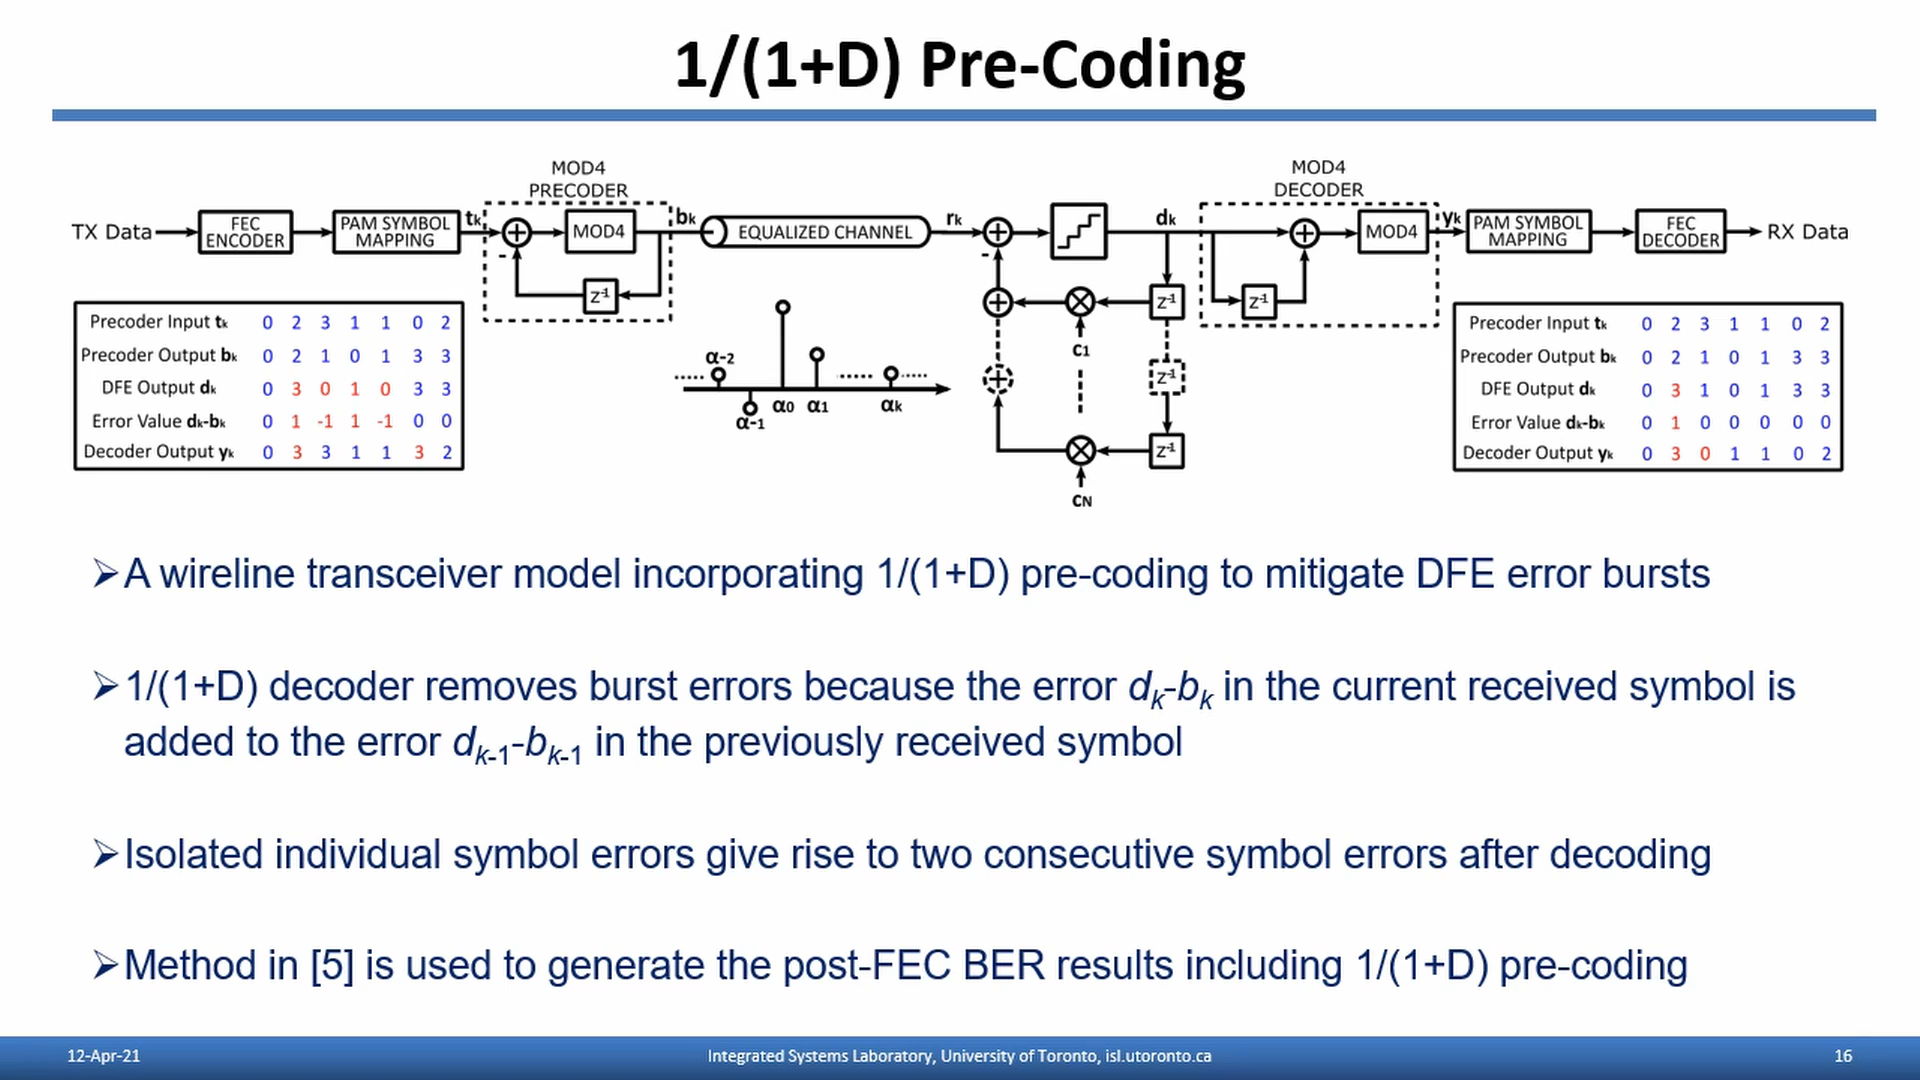 1/(1+D) Pre-Coding
MOD4
PRECODER
MOD4
DECODER
TX Data
FEC
ENCODER
PAM SYMBOL
MAPPING
tk
-
MOD4
z-1
bk
EQUALIZED CHANNEL
rk
-
dk
z-1
MOD4
yk
PAM SYMBOL
MAPPING
FEC
DECODER
RX Data
z-1
c1
z-1
z-1
cN
α-2
α-1
α0
α1
αk
Precoder Input tk 0 2 3 1 1 0 2
Precoder Output bk 0 2 1 0 1 3 3
DFE Output dk 0 3 0 1 0 3 3
Error Value dk-bk 0 1 -1 1 -1 0 0
Decoder Output yk 0 3 3 1 1 3 2
Precoder Input tk 0 2 3 1 1 0 2
Precoder Output bk 0 2 1 0 1 3 3
DFE Output dk 0 3 1 0 1 3 3
Error Value dk-bk 0 1 0 0 0 0 0
Decoder Output yk 0 3 0 1 1 0 2
➢A wireline transceiver model incorporating 1/(1+D) pre-coding to mitigate DFE error bursts
➢1/(1+D) decoder removes burst errors because the error dk-bk in the current received symbol is
added to the error dk-1-bk-1 in the previously received symbol
➢Isolated individual symbol errors give rise to two consecutive symbol errors after decoding
➢Method in [5] is used to generate the post-FEC BER results including 1/(1+D) pre-coding
12-Apr-21
Integrated Systems Laboratory, University of Toronto, isl.utoronto.ca
16